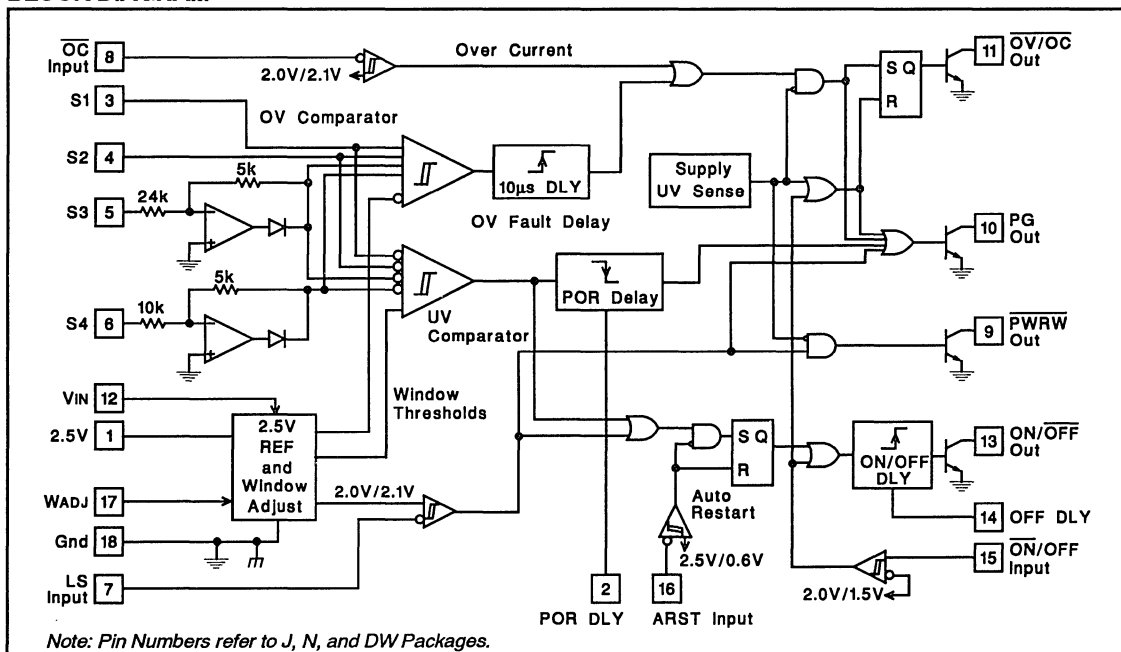 OC
Input
8
2.0V/2.1V
Over Current
S Q
R
11
OV/OC
Out
S1
3
OV Comparator
S2
4
5k
10µs DLY
Supply
UV Sense
S3
5
24k
OV Fault Delay
10
PG
Out
5k
POR Delay
S4
6
10k
UV
Comparator
9
PWRW
Out
VIN
12
Window
Thresholds
2.5V
1
2.5V
REF
and
Window
Adjust
S Q
R
ON/OFF
DLY
13
ON/OFF
Out
WADJ
17
2.0V/2.1V
Auto
Restart
14
OFF DLY
Gnd
18
2.5V/0.6V
15
ON/OFF
Input
LS
Input
7
2
16
2.0V/1.5V
POR DLY
ARST Input
Note: Pin Numbers refer to J, N, and DW Packages.